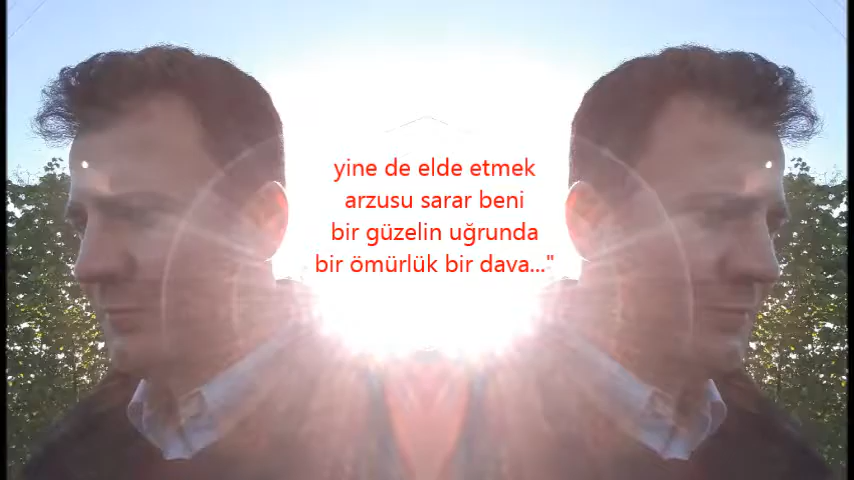 yine de elde etmek
arzusu sarar beni
bir güzelin uğrunda
bir ömürlük bir dava..."